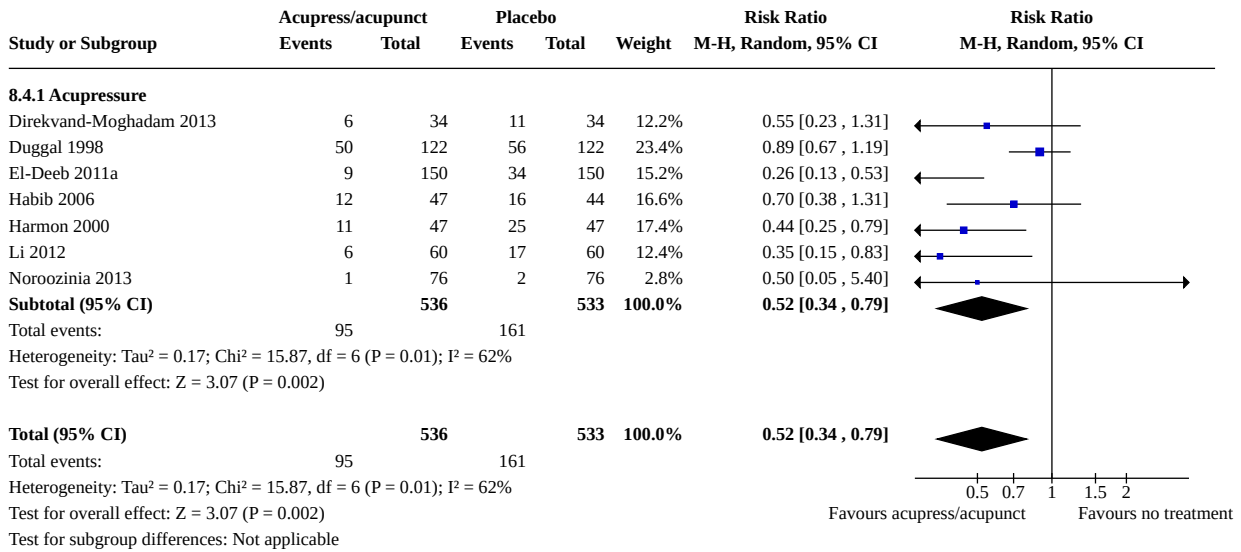 Acupress/acupunct Placebo Risk Ratio Risk Ratio
Study or Subgroup Events Total Events Total Weight M-H, Random, 95% CI M-H, Random, 95% CI
8.4.1 Acupressure
Direkvand-Moghadam 2013 6 34 11 34 12.2% 0.55 [0.23 , 1.31]
Duggal 1998 50 122 56 122 23.4% 0.89 [0.67 , 1.19]
El-Deeb 2011a 9 150 34 150 15.2% 0.26 [0.13 , 0.53]
Habib 2006 12 47 16 44 16.6% 0.70 [0.38 , 1.31]
Harmon 2000 11 47 25 47 17.4% 0.44 [0.25 , 0.79]
Li 2012 6 60 17 60 12.4% 0.35 [0.15 , 0.83]
Noroozinia 2013 1 76 2 76 2.8% 0.50 [0.05 , 5.40]
Subtotal (95% CI) 536 533 100.0% 0.52 [0.34 , 0.79]
Total events: 95 161
Heterogeneity: Tau² = 0.17; Chi² = 15.87, df = 6 (P = 0.01); I² = 62%
Test for overall effect: Z = 3.07 (P = 0.002)
Total (95% CI) 536 533 100.0% 0.52 [0.34 , 0.79]
Total events: 95 161
Heterogeneity: Tau² = 0.17; Chi² = 15.87, df = 6 (P = 0.01); I² = 62%
0.5 0.7 1 1.5 2
Test for overall effect: Z = 3.07 (P = 0.002) Favours acupress/acupunct Favours no treatment
Test for subgroup differences: Not applicable